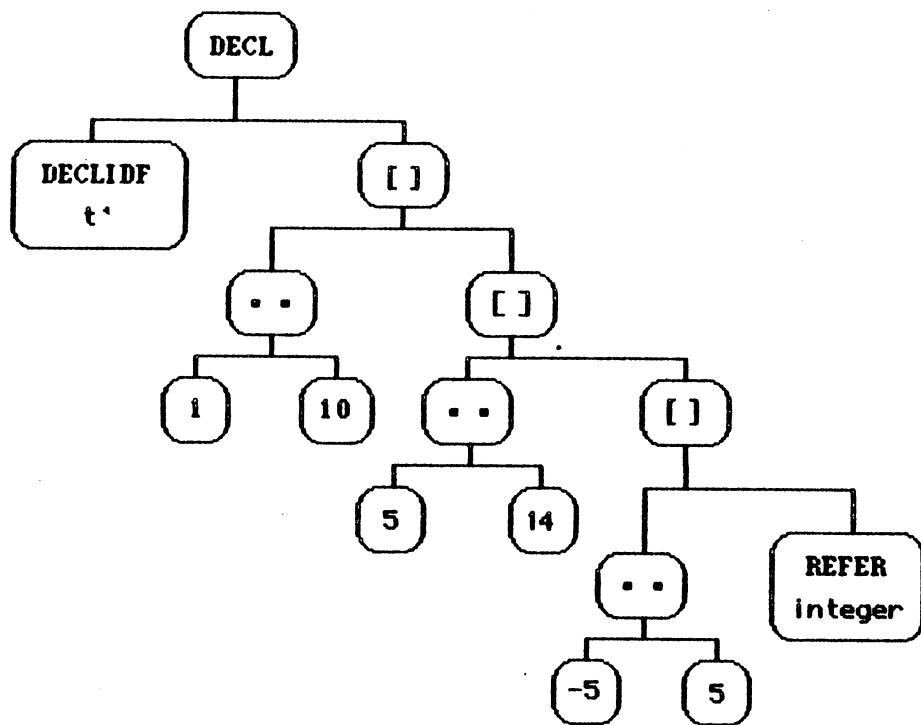 DECL
DECLIDF
t'
[ ]
▪ ▪
[ ]
1
10
▪ ▪
[ ]
5
14
▪ ▪
REFER
integer
-5
5